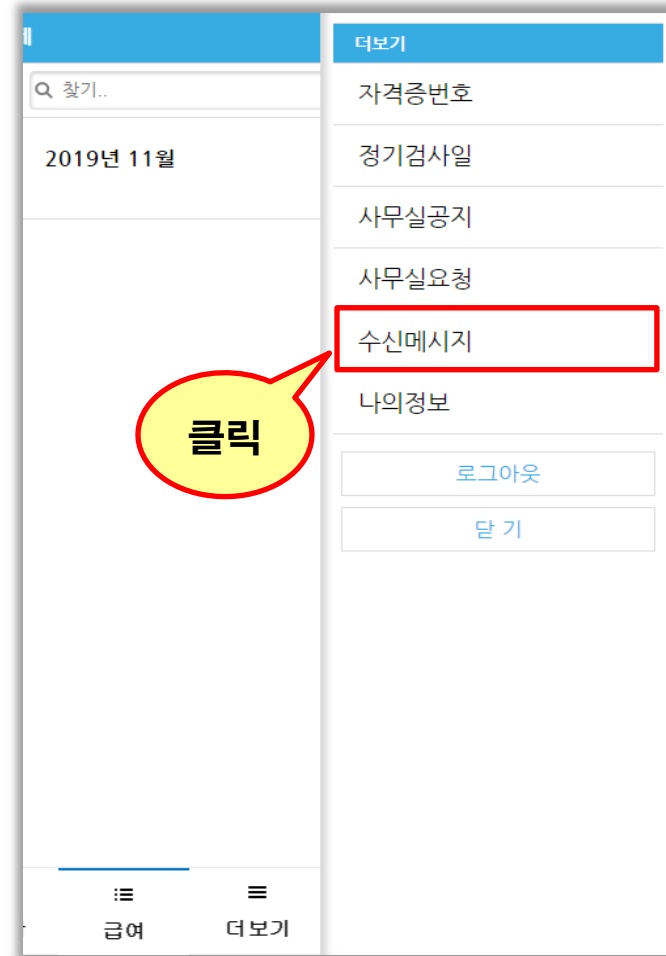 더보기
찾기..
자격증번호
2019년 11월
정기검사일
사무실공지
사무실요청
수신메시지
나의정보
클릭
로그아웃
닫 기
급여
더보기